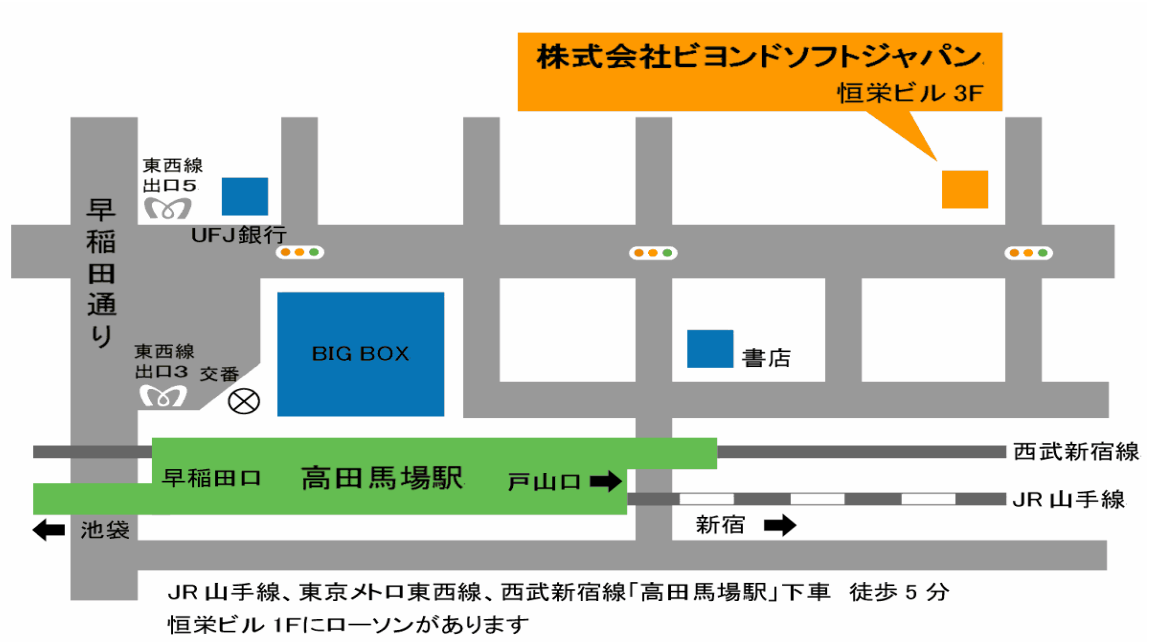 株式会社ビヨンドソフトジャパン
恒栄ビル 3F
東西線
出口5
UFJ銀行
早稲田通り
東西線
出口3
交番
BIG BOX
書店
西武新宿線
早稲田口
高田馬場駅
戸山口
JR 山手線
池袋
新宿
JR 山手線、東京メトロ東西線、西武新宿線「高田馬場駅」下車 徒歩 5 分
恒栄ビル 1Fにローソンがあります